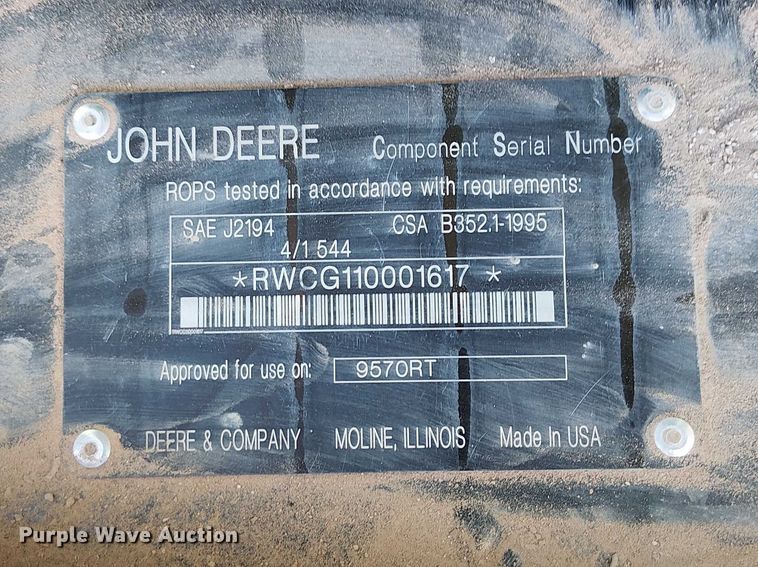 JOHN DEERE Component Serial Number
ROPS tested in accordance with requirements:
SAE J2194 CSA B352.1-1995
4/1 544
*RWCG110001617 *
Approved for use on: 9570RT
DEERE & COMPANY MOLINE, ILLINOIS Made In USA
Purple Wave Auction